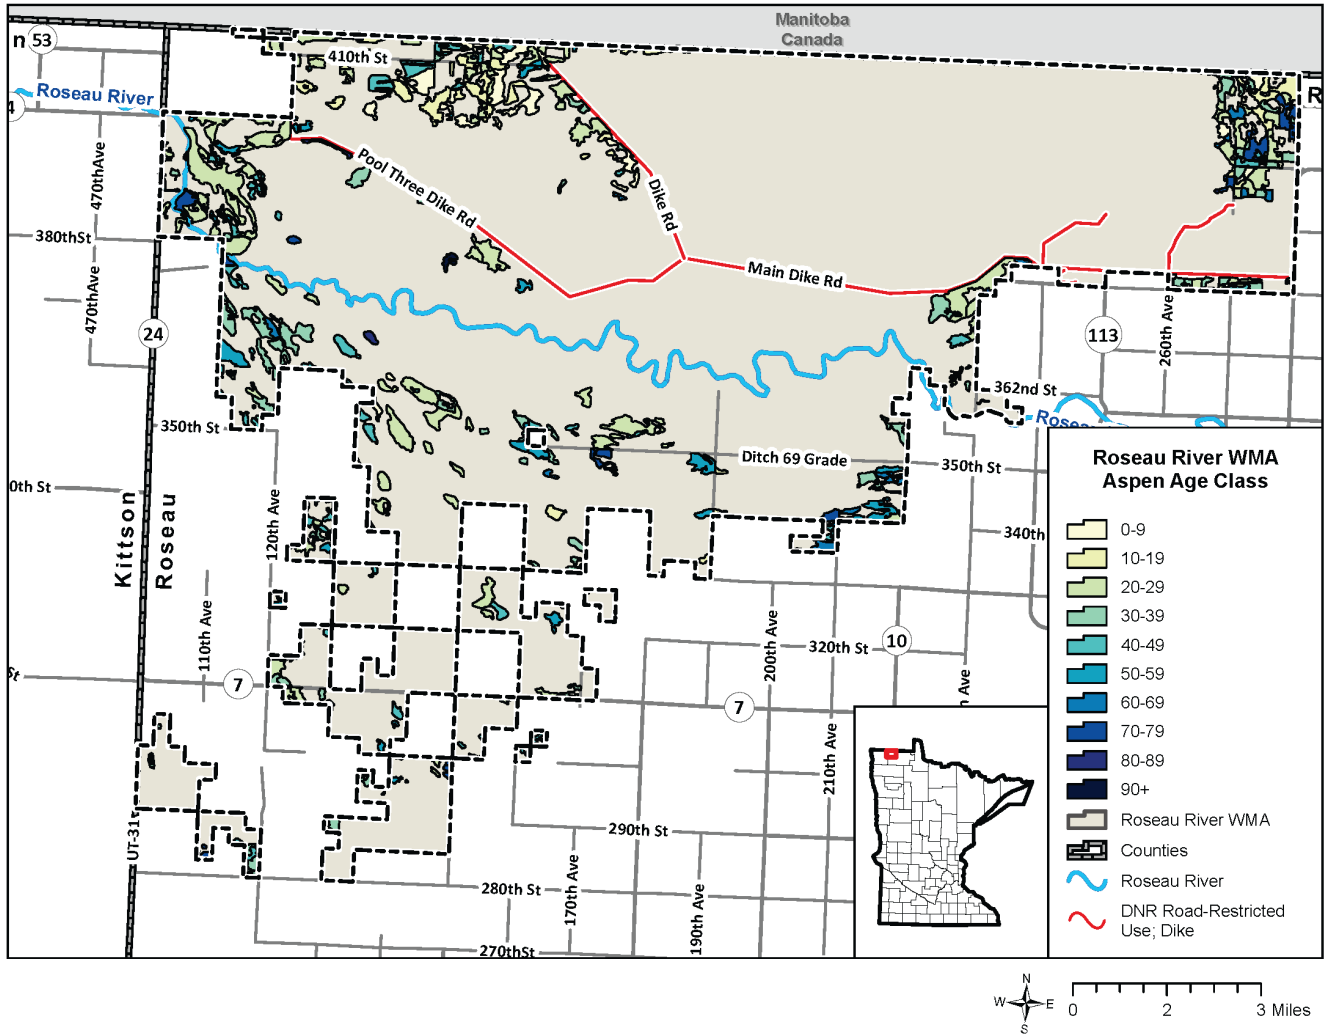 Manitoba
Canada
n
53
410th St
R
Roseau River
4
470thAve
Pool Three Dike Rd
Dike Rd
380thSt
Main Dike Rd
470thAve
24
260th Ave
113
362nd St
Rosea
350th St
Ditch 69 Grade
350th St
0th St
340th
Kittson
Roseau
120th Ave
110th Ave
200th Ave
320th St
10
St
7
7
n Ave
210th Ave
UT-31
290th St
170th Ave
190th Ave
280th St
270thSt
Roseau River WMA
Aspen Age Class
0-9
10-19
20-29
30-39
40-49
50-59
60-69
70-79
80-89
90+
Roseau River WMA
Counties
Roseau River
DNR Road-Restricted
Use; Dike
N
W E
S
0 2 3 Miles